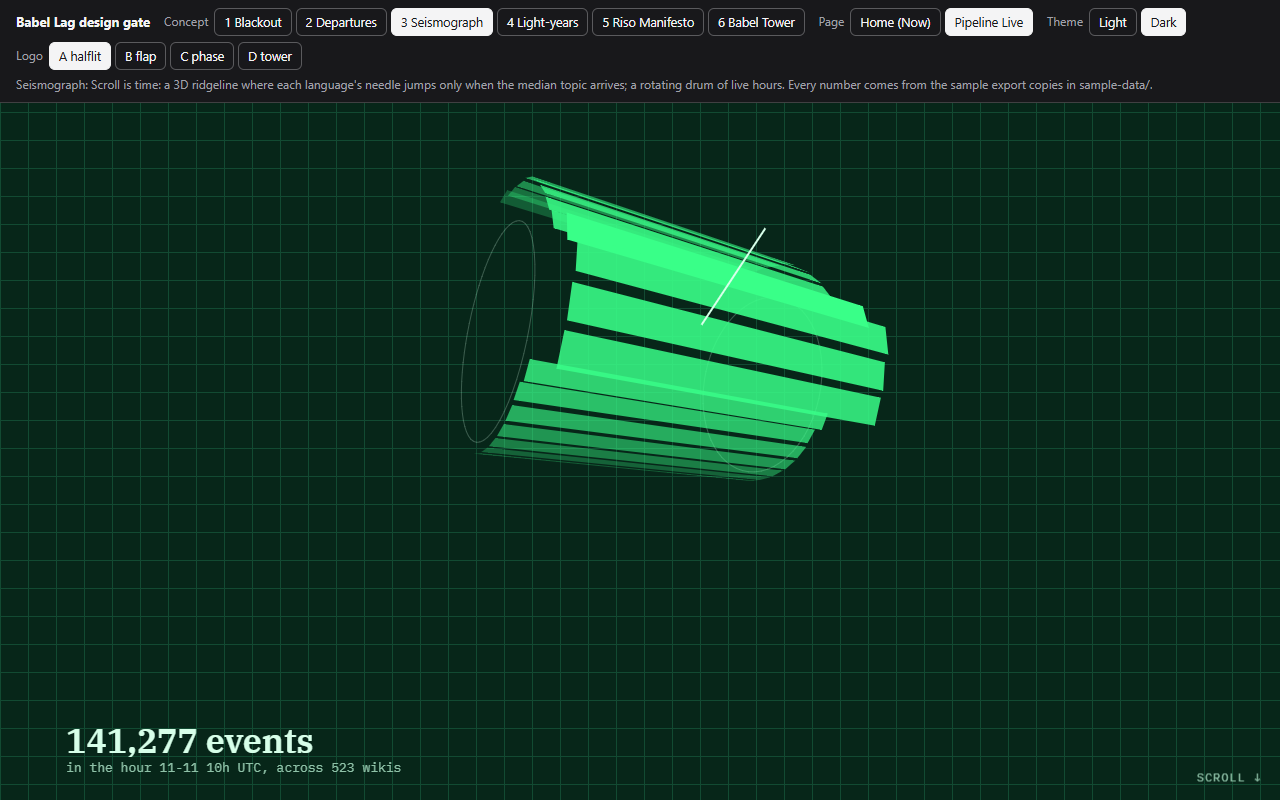 Babel Lag design gate Concept 1 Blackout 2 Departures 3 Seismograph 4 Light-years 5 Riso Manifesto 6 Babel Tower Page Home (Now) Pipeline Live Theme Light Dark
Logo A halflit B flap C phase D tower
Seismograph: Scroll is time: a 3D ridgeline where each language's needle jumps only when the median topic arrives; a rotating drum of live hours. Every number comes from the sample export copies in sample-data/.
141,277 events
in the hour 11-11 10h UTC, across 523 wikis
SCROLL ↓